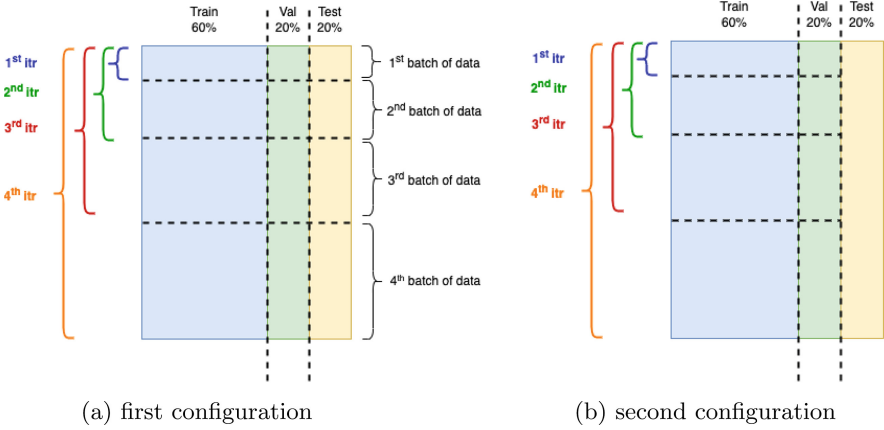 Train Val Test
60% 20% 20%
1st itr
2nd itr
3rd itr
4th itr
1st batch of data
2nd batch of data
3rd batch of data
4th batch of data
(a) first configuration
Train Val Test
60% 20% 20%
1st itr
2nd itr
3rd itr
4th itr
(b) second configuration